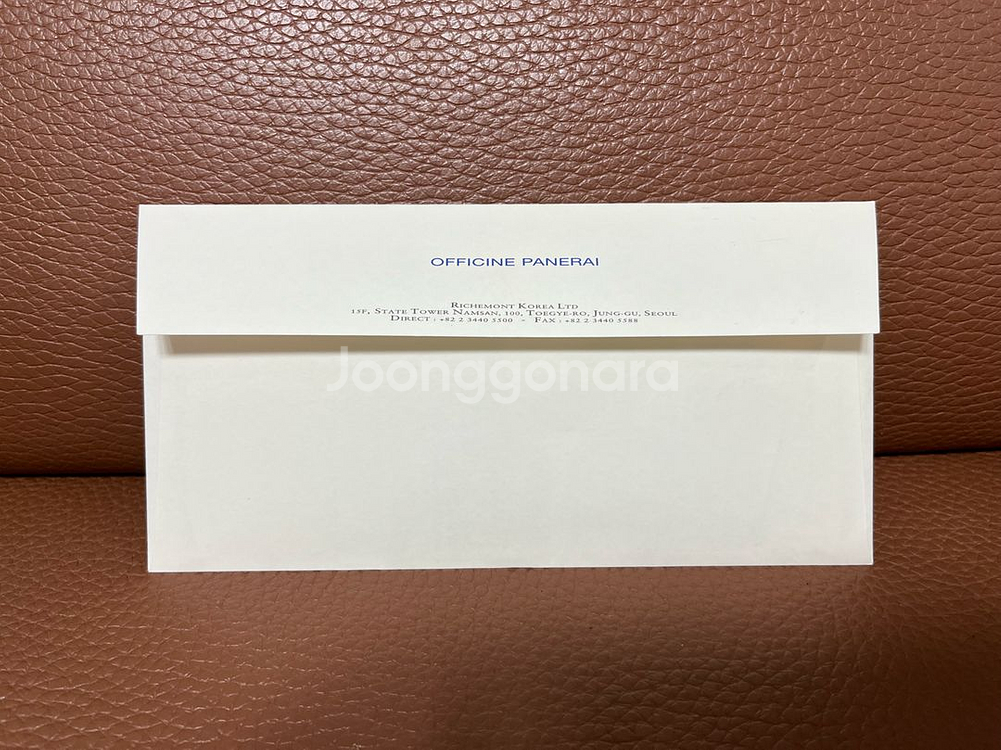 OFFICINE PANERAI
RICHEMONT KOREA LTD
15F, STATE TOWER NAMSAN, 100, TOEGYE-RO, JUNG-GU, SEOUL
DIRECT : +82 2 3440 5500 - FAX : +82 2 3440 5588
Joonggonara